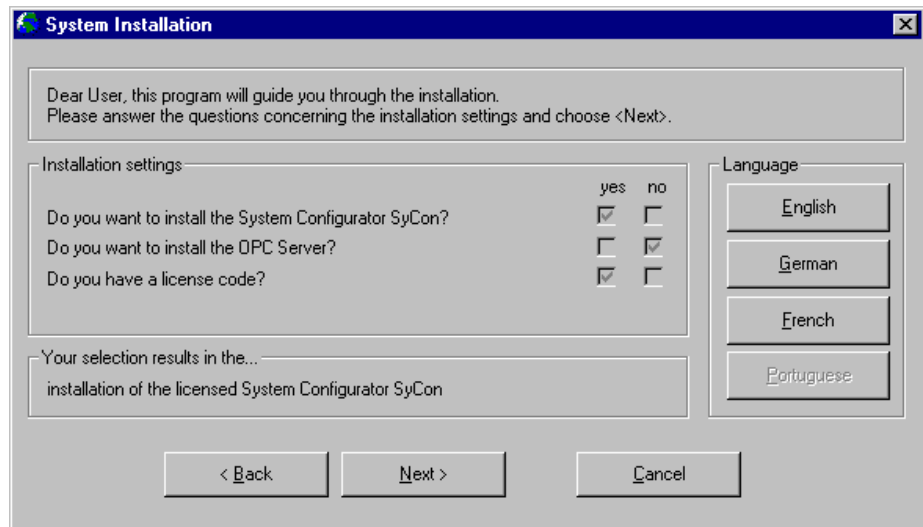 System Installation
Dear User, this program will guide you through the installation.
Please answer the questions concerning the installation settings and choose <Next>.
Installation settings
yes no
Do you want to install the System Configurator SyCon?
Do you want to install the OPC Server?
Do you have a license code?
Your selection results in the...
installation of the licensed System Configurator SyCon
Language
English
German
French
Portuguese
< Back
Next >
Cancel